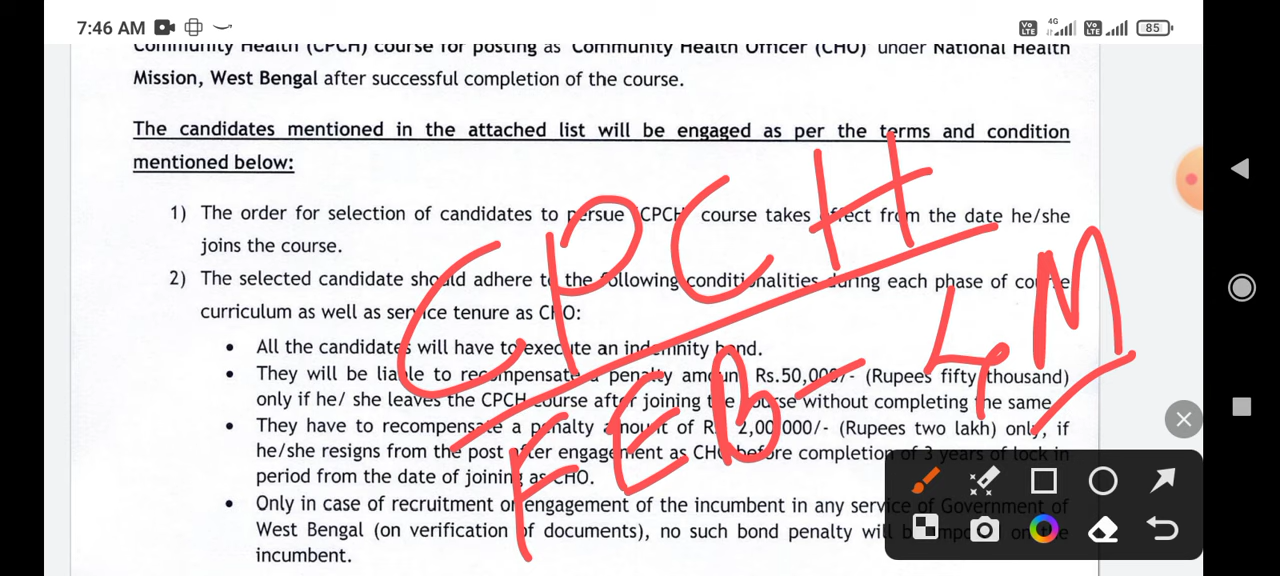 7:46 AM
Vo LTE 4G Vo LTE 85
Community Health (CPCH) course for posting as Community Health Officer (CHO) under National Health
Mission, West Bengal after successful completion of the course.
The candidates mentioned in the attached list will be engaged as per the terms and condition
mentioned below:
1) The order for selection of candidates to persue CPCH course takes effect from the date he/she
joins the course.
2) The selected candidate should adhere to the following conditionalities during each phase of course
curriculum as well as service tenure as CHO:
• All the candidates will have to execute an indemnity bond.
• They will be liable to recompensate a penalty amount Rs.50,000/- (Rupees fifty thousand)
only if he/ she leaves the CPCH course after joining the course without completing the same.
• They have to recompensate a penalty amount of Rs 2,00,000/- (Rupees two lakh) only, if
he/she resigns from the post after engagement as CHO before completion of 3 years of lock in
period from the date of joining as CHO.
• Only in case of recruitment or engagement of the incumbent in any service of Government of
West Bengal (on verification of documents), no such bond penalty will be imposed on the
incumbent.
CPCH
FEB - 4M